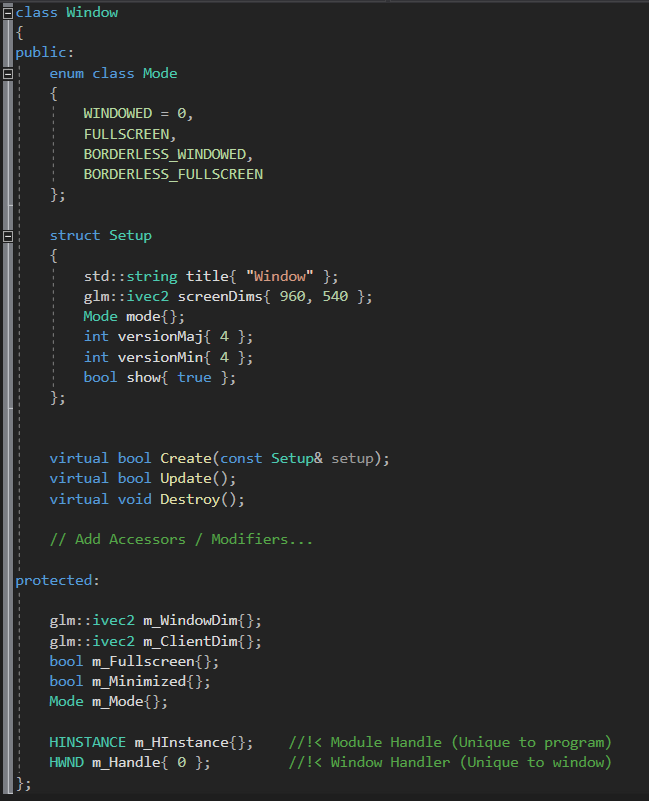 class Window
{
public:
    enum class Mode
    {
        WINDOWED = 0,
        FULLSCREEN,
        BORDERLESS_WINDOWED,
        BORDERLESS_FULLSCREEN
    };

    struct Setup
    {
        std::string title{ "Window" };
        glm::ivec2 screenDims{ 960, 540 };
        Mode mode{};
        int versionMaj{ 4 };
        int versionMin{ 4 };
        bool show{ true };
    };


    virtual bool Create(const Setup& setup);
    virtual bool Update();
    virtual void Destroy();

    // Add Accessors / Modifiers...

protected:

    glm::ivec2 m_WindowDim{};
    glm::ivec2 m_ClientDim{};
    bool m_Fullscreen{};
    bool m_Minimized{};
    Mode m_Mode{};

    HINSTANCE m_HInstance{};    //!< Module Handle (Unique to program)
    HWND m_Handle{ 0 };         //!< Window Handler (Unique to window)
};